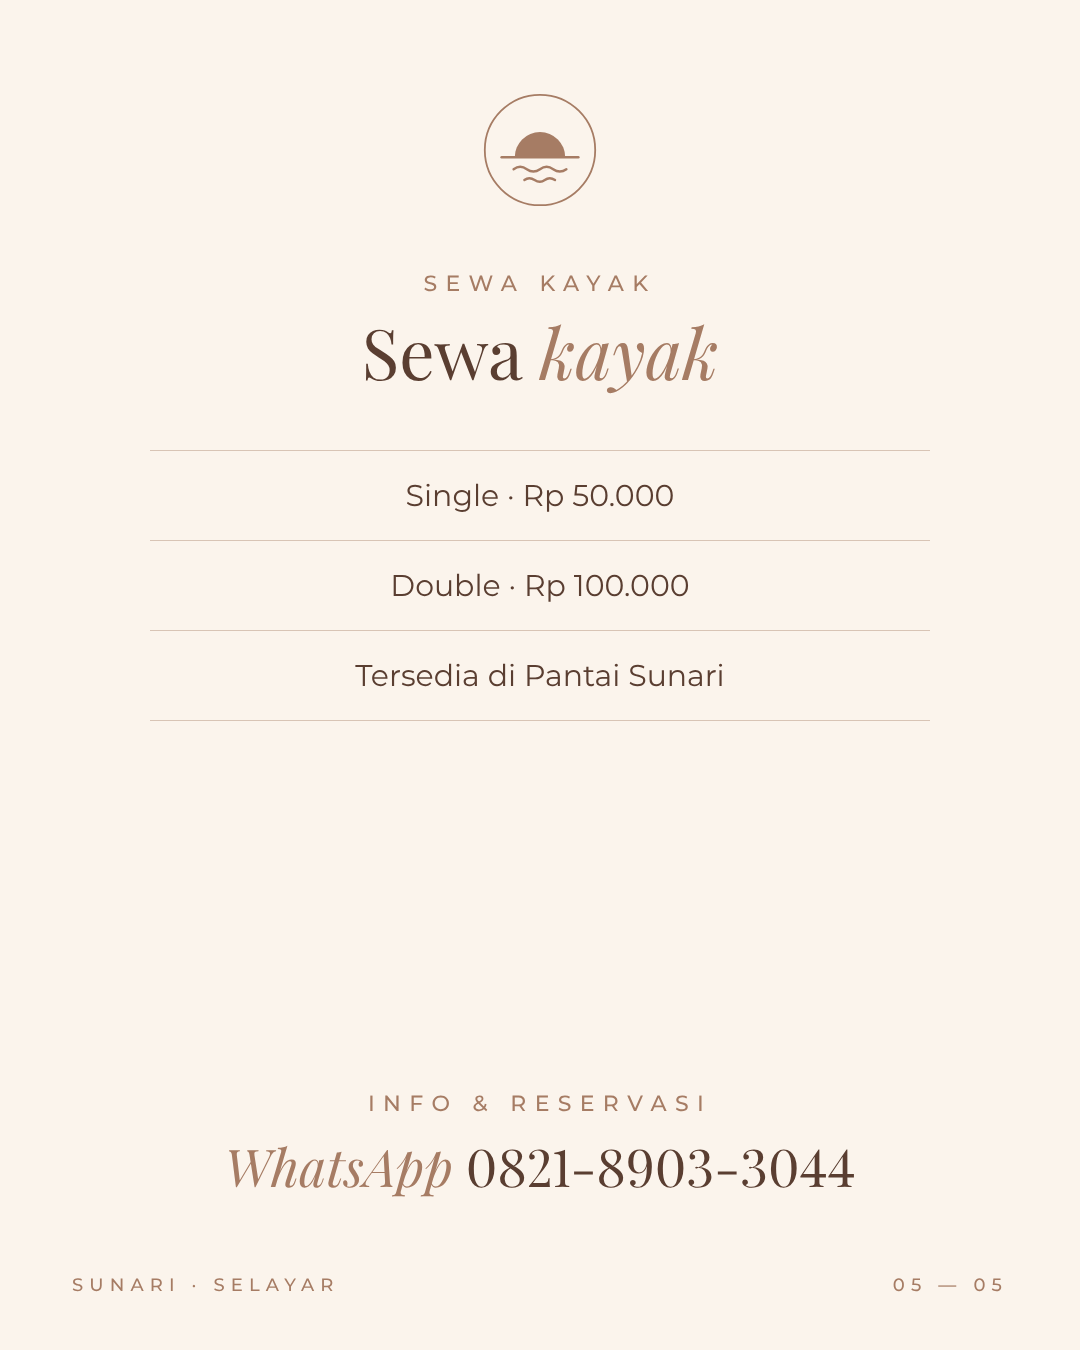 SEWA KAYAK
Sewa kayak
Single · Rp 50.000
Double · Rp 100.000
Tersedia di Pantai Sunari
INFO & RESERVASI
WhatsApp 0821-8903-3044
SUNARI · SELAYAR
05 — 05